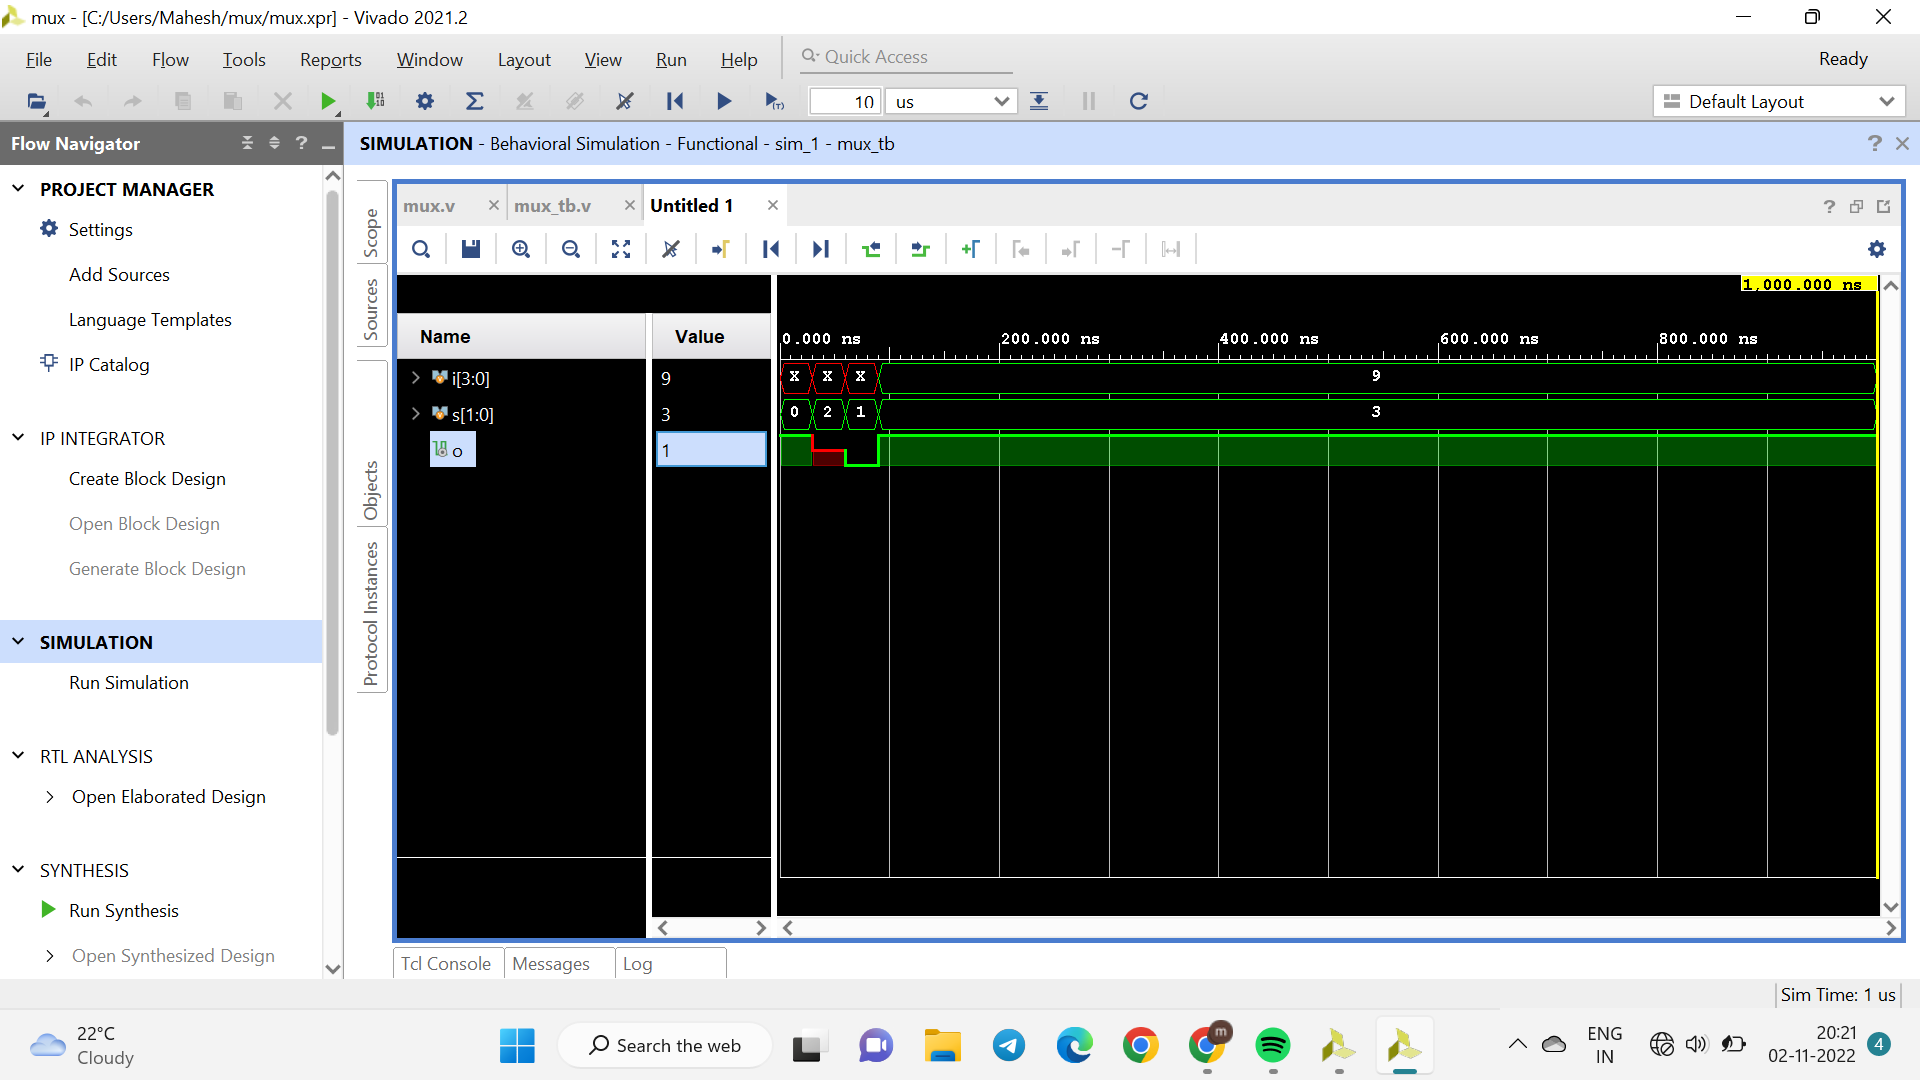 mux - [C:/Users/Mahesh/mux/mux.xpr] - Vivado 2021.2
File Edit Flow Tools Reports Window Layout View Run Help Quick Access Ready
10 us Default Layout
Flow Navigator ? SIMULATION - Behavioral Simulation - Functional - sim_1 - mux_tb ?
PROJECT MANAGER
Settings
Add Sources
Language Templates
IP Catalog
IP INTEGRATOR
Create Block Design
Open Block Design
Generate Block Design
SIMULATION
Run Simulation
RTL ANALYSIS
Open Elaborated Design
SYNTHESIS
Run Synthesis
Open Synthesized Design
Scope
Sources
Objects
Protocol Instances
mux.v mux_tb.v Untitled 1 ?
1,000.000 ns
Name Value 0.000 ns 200.000 ns 400.000 ns 600.000 ns 800.000 ns
i[3:0] 9 X X X 9
s[1:0] 3 0 2 1 3
o 1
Tcl Console Messages Log
Sim Time: 1 us
22°C
Cloudy
Search the web
m
ENG
IN
20:21
02-11-2022
4